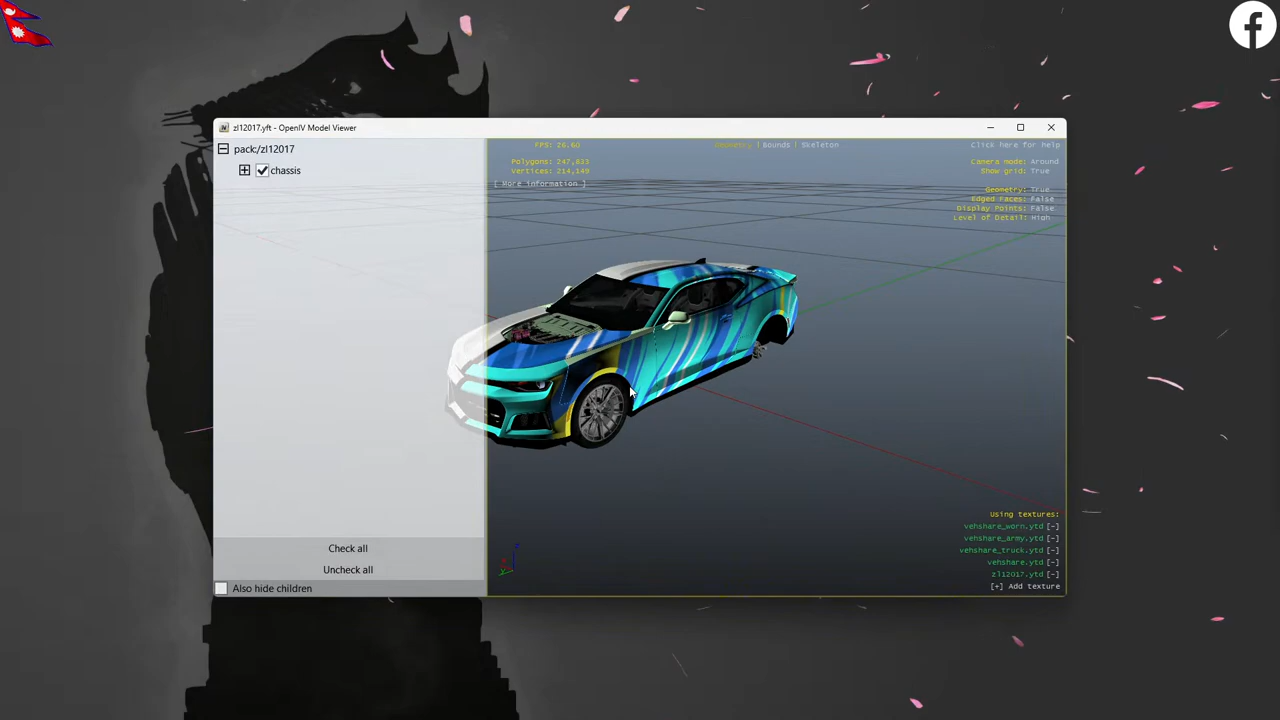 zl12017.yft - OpenIV Model Viewer
pack:/zl12017
chassis
FPS: 26.60
Polygons: 247,833
Vertices: 214,149
[ More information ]
Geometry | Bounds | Skeleton
Click here for Help
Camera mode: Around
Show grid: True
Geometry: True
Edged Faces: False
Display Points: False
Level of Detail: High
Using textures:
vehshare_worn.ytd [-]
vehshare_army.ytd [-]
vehshare_truck.ytd [-]
vehshare.ytd [-]
zl12017.ytd [-]
[+] Add texture
Check all
Uncheck all
Also hide children